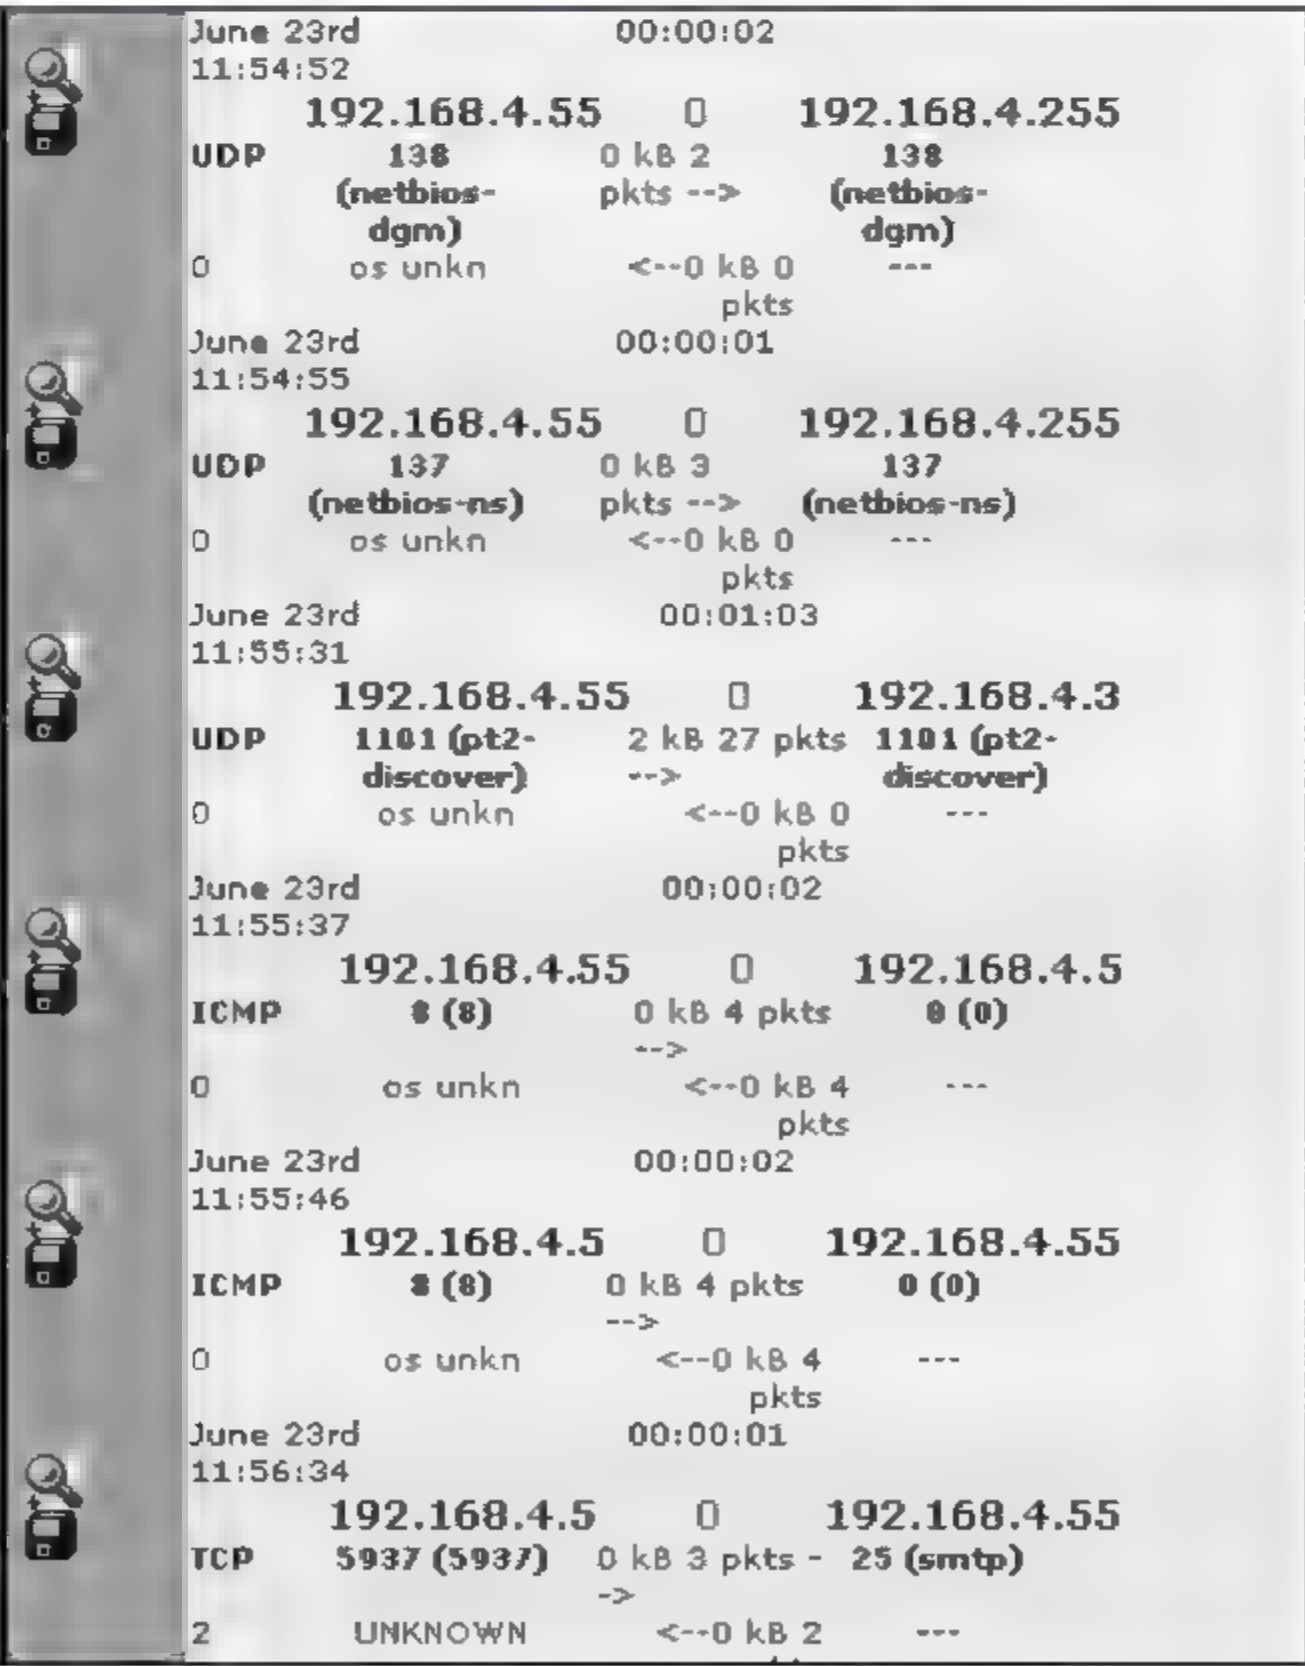 June 23rd 00:00:02
11:54:52
192.168.4.55 0 192.168.4.255
UDP 138 0 kB 2 138
(netbios- pkts --> (netbios-
dgm) dgm)
0 os unkn <--0 kB 0 ---
pkts
June 23rd 00:00:01
11:54:55
192.168.4.55 0 192.168.4.255
UDP 137 0 kB 3 137
(netbios-ns) pkts --> (netbios-ns)
0 os unkn <--0 kB 0 ---
pkts
June 23rd 00:01:03
11:55:31
192.168.4.55 0 192.168.4.3
UDP 1101 (pt2- 2 kB 27 pkts 1101 (pt2-
discover) --> discover)
0 os unkn <--0 kB 0 ---
pkts
June 23rd 00:00:02
11:55:37
192.168.4.55 0 192.168.4.5
ICMP 8 (8) 0 kB 4 pkts 0 (0)
-->
0 os unkn <--0 kB 4 ---
pkts
June 23rd 00:00:02
11:55:46
192.168.4.5 0 192.168.4.55
ICMP 8 (8) 0 kB 4 pkts 0 (0)
-->
0 os unkn <--0 kB 4 ---
pkts
June 23rd 00:00:01
11:56:34
192.168.4.5 0 192.168.4.55
TCP 5937 (5937) 0 kB 3 pkts - 25 (smtp)
->
2 UNKNOWN <--0 kB 2 ---